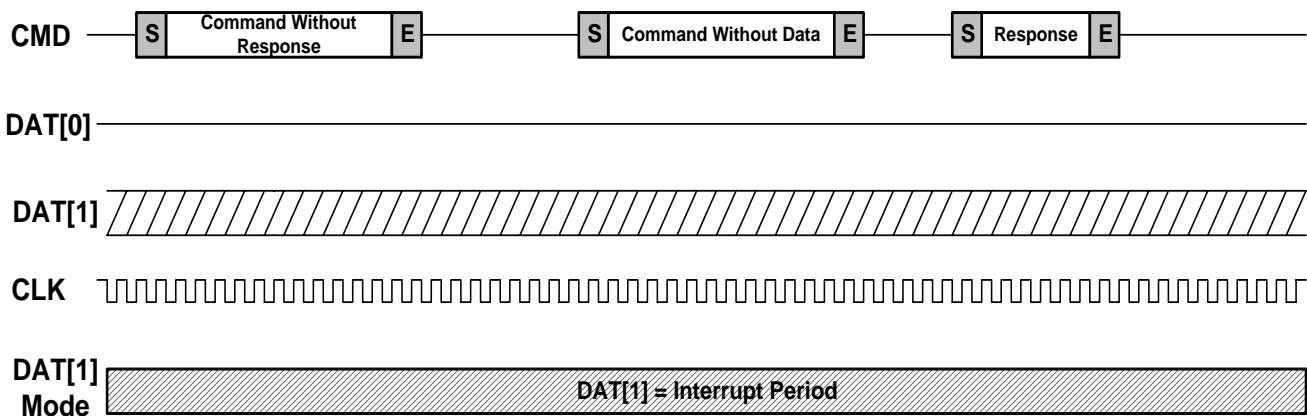 CMD
S
Command Without
Response
E
S
Command Without Data
E
S
Response
E
DAT[0]
DAT[1]
CLK
DAT[1]
Mode
DAT[1] = Interrupt Period